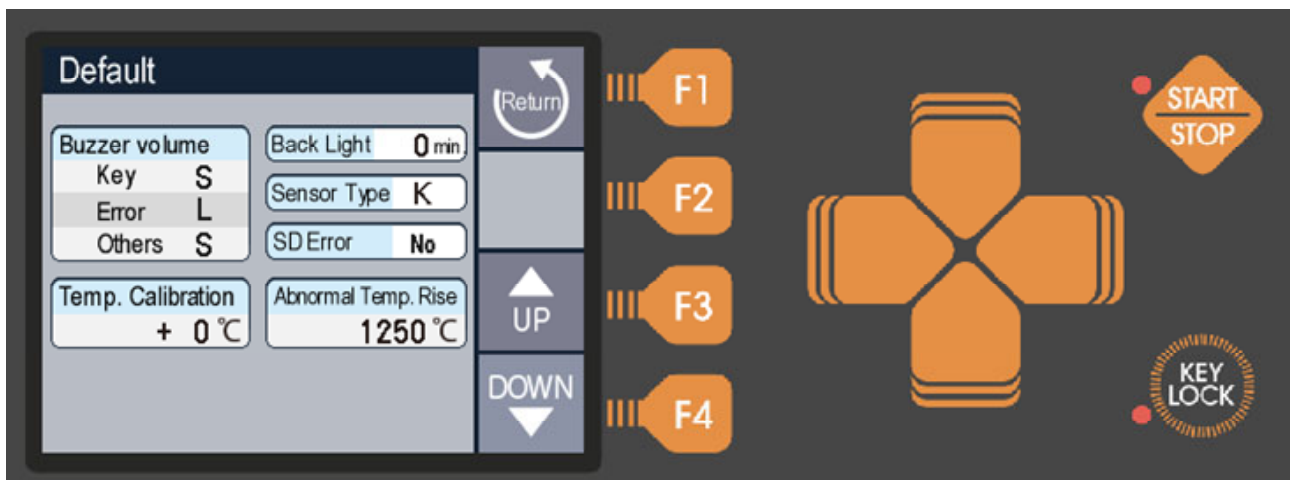 Default
Return
Buzzer volume
Key S
Error L
Others S
Back Light 0 min.
Sensor Type K
SD Error No
Temp. Calibration
+ 0 ℃
Abnormal Temp. Rise
1250 ℃
UP
DOWN
F1
F2
F3
F4
START
STOP
KEY
LOCK